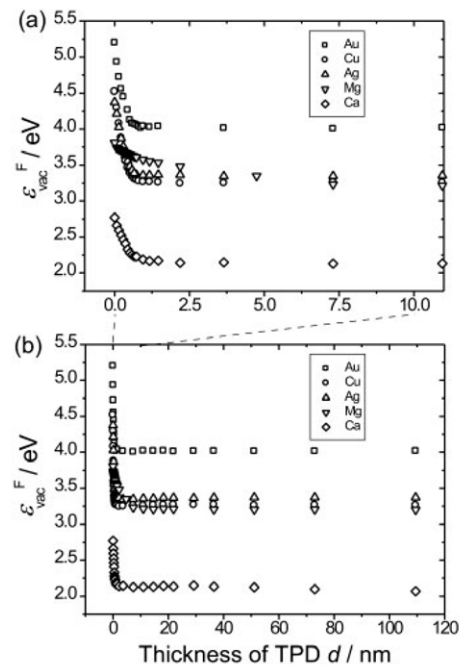 (a)
5.5
5.0
4.5
4.0
3.5
3.0
2.5
2.0
ε vac F / eV
Au
Cu
Ag
Mg
Ca
0.0 2.5 5.0 7.5 10.0
(b)
5.5
5.0
4.5
4.0
3.5
3.0
2.5
2.0
ε vac F / eV
Au
Cu
Ag
Mg
Ca
0 20 40 60 80 100 120
Thickness of TPD d / nm